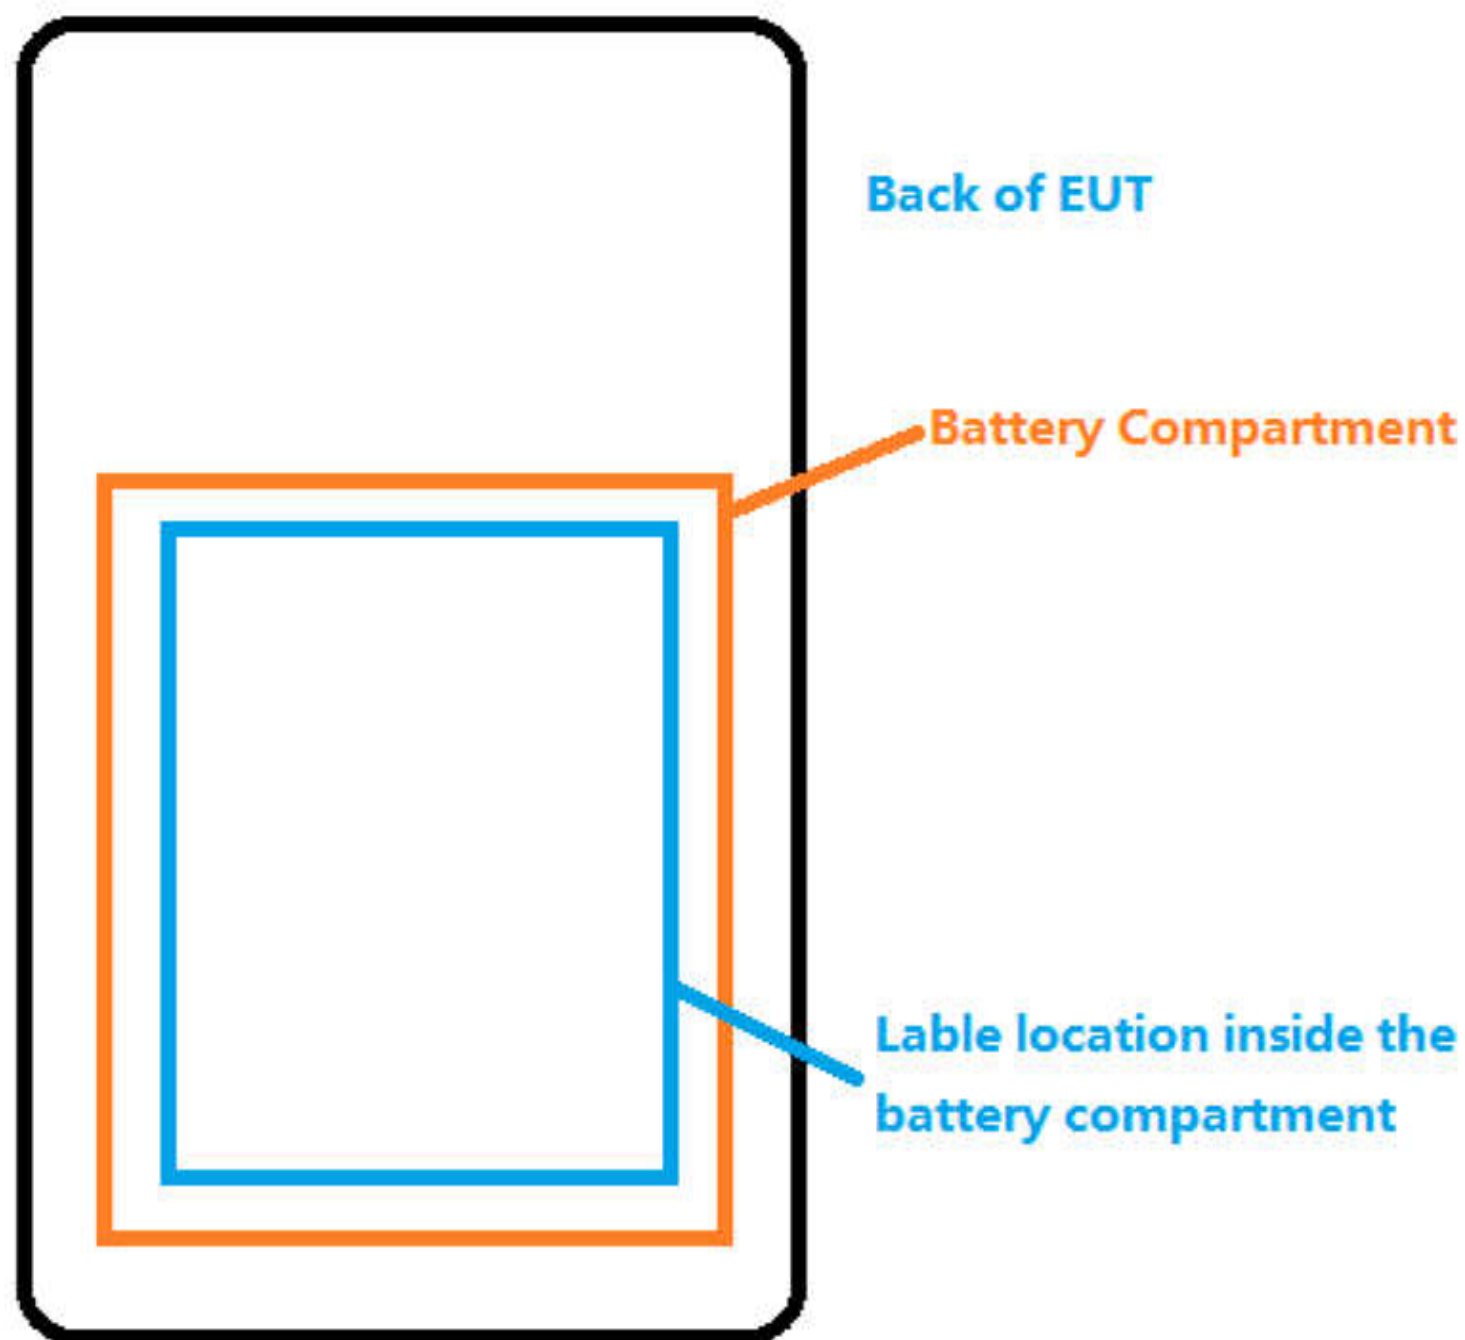 Back of EUT
Battery Compartment
Lable location inside the
battery compartment